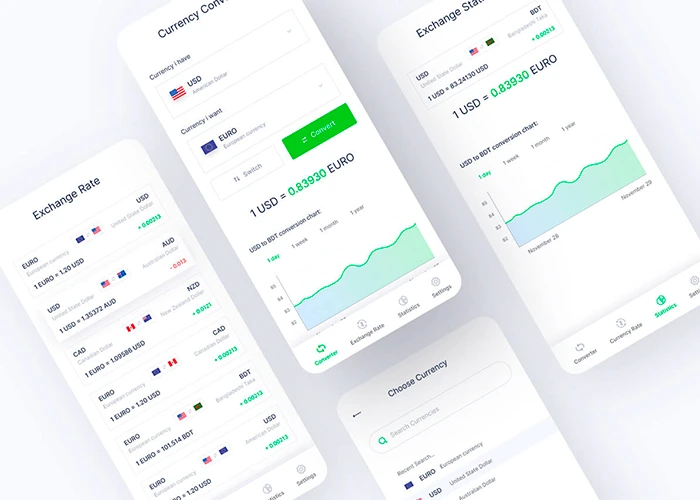 Exchange Rate
EURO
USD
European currency
United State Dollar
1 EURO = 1.20 USD
+ 0.00213
USD
AUD
United State Dollar
Australian Dollar
1 USD = 1.35372 AUD
- 0.013
CAD
NZD
Canadian Dollar
New Zealand Dollar
1 EURO = 1.09586 USD
+ 0.0121
EURO
CAD
European currency
Canadian Dollar
1 EURO = 1.20 USD
+ 0.00213
EURO
BDT
European currency
Bangladeshi Taka
1 EURO = 101.514 BDT
+ 0.00213
EURO
USD
European currency
American Dollar
1 EURO = 1.20 USD
+ 0.00213
Statistics
Settings
Currency
Currency i have
USD
American Dollar
Currency i want
EURO
European currency
Switch
Convert
1 USD = 0.83930 EURO
USD to BDT conversion chart:
1 day
1 week
1 month
1 year
85
84
83
82
Converter
Exchange Rate
Statistics
Settings
Exchange
USD
BDT
United State Dollar
Bangladeshi Taka
1 USD = 83.24130 USD
+ 0.00213
1 USD = 0.83930 EURO
USD to BDT conversion chart:
1 day
1 week
1 month
1 year
85
84
83
82
November 28
November 29
Converter
Currency Rate
Statistics
Choose Currency
Search Currencies
Recent Search...
EURO European currency
USD United State Dollar
Australian Dollar